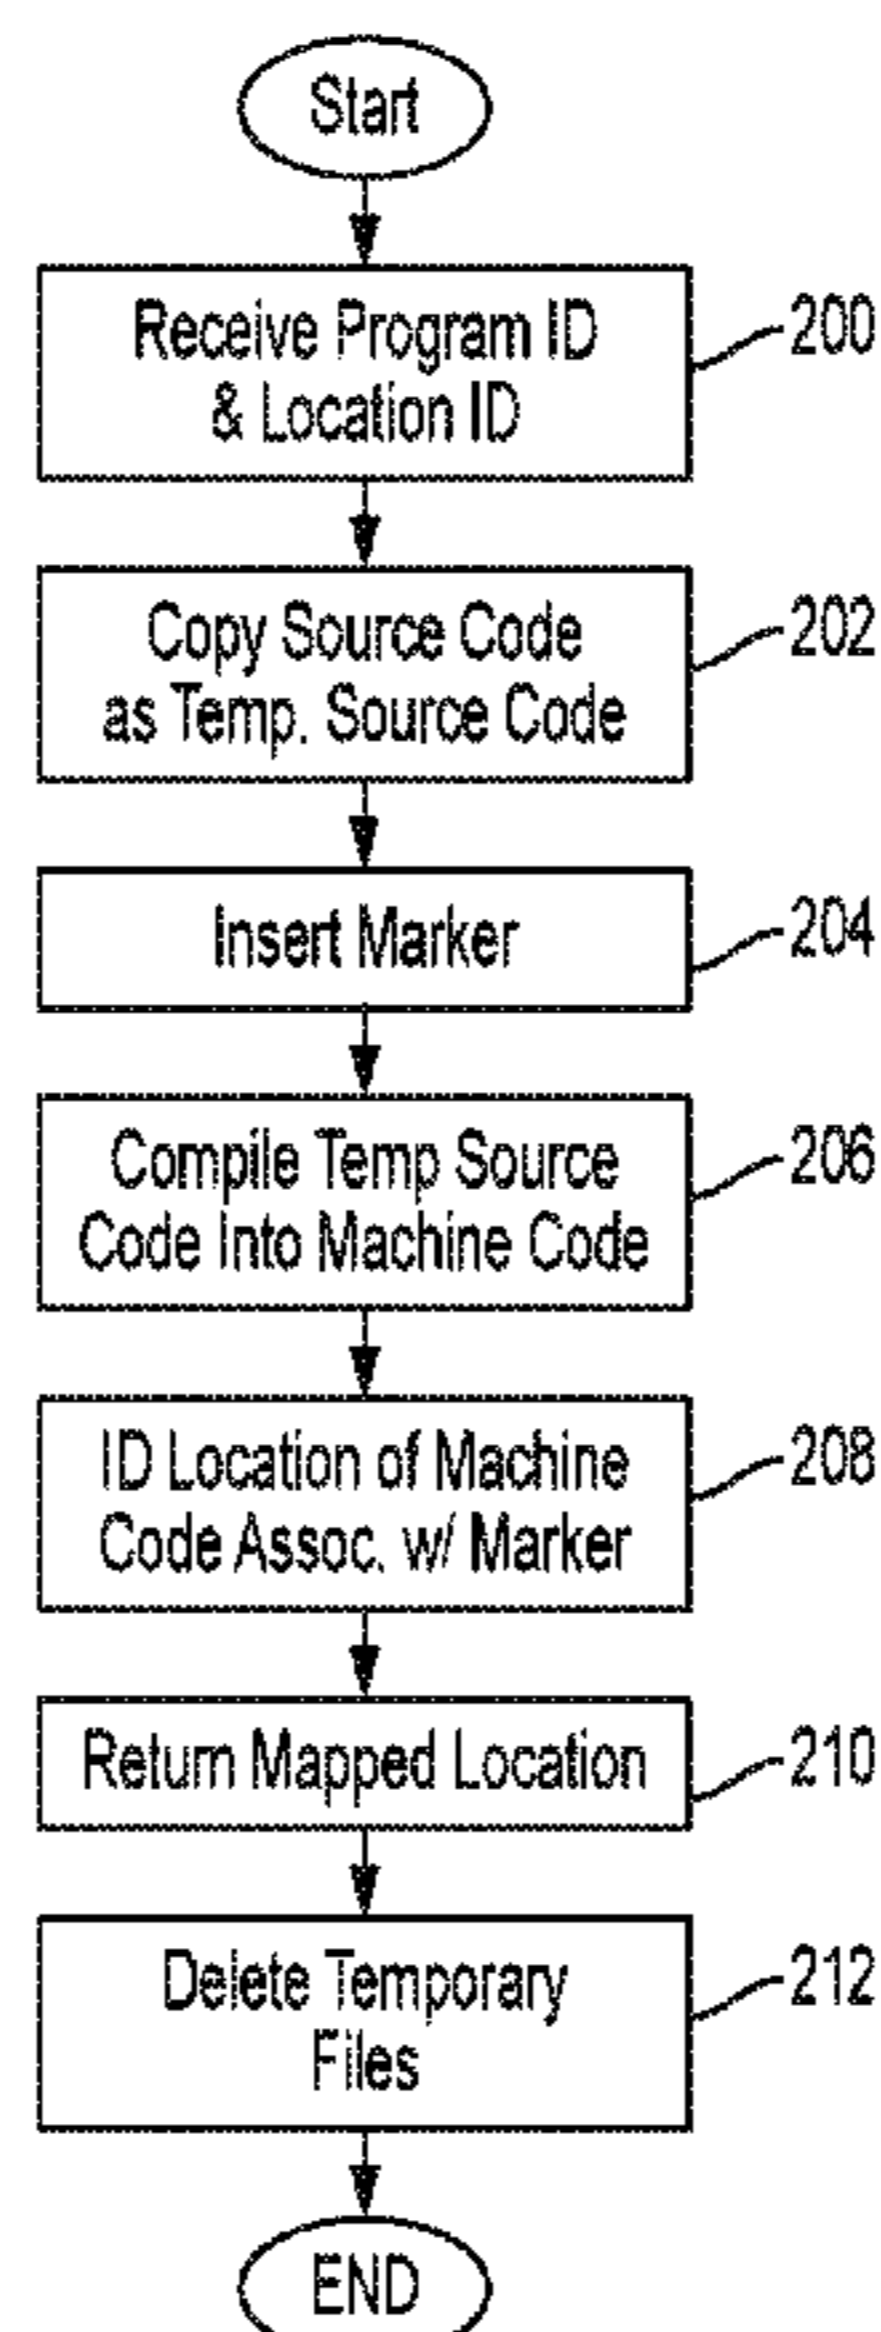 Start
Receive Program ID
& Location ID
200
Copy Source Code
as Temp. Source Code
202
Insert Marker
204
Compile Temp Source
Code Into Machine Code
206
ID Location of Machine
Code Assoc. w/ Marker
208
Return Mapped Location
210
Delete Temporary
Files
212
END